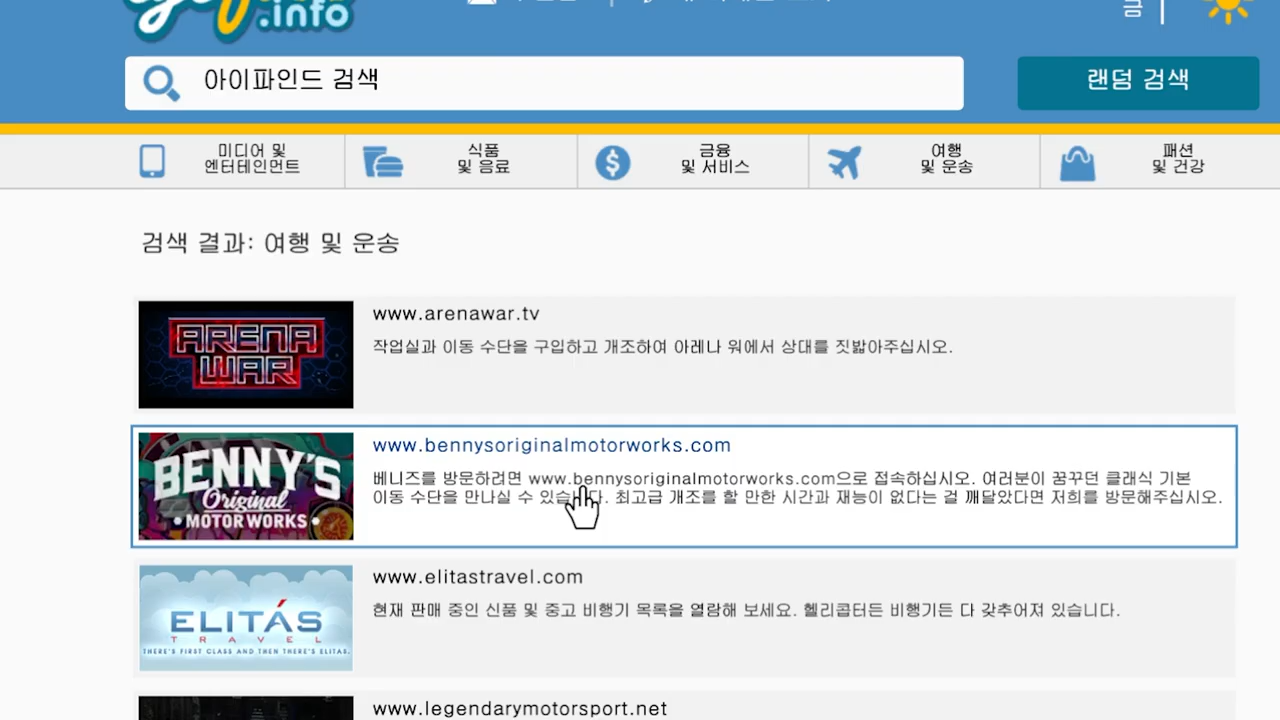 .info
금
아이파인드 검색
랜덤 검색
미디어 및
엔터테인먼트
식품
및 음료
금융
및 서비스
여행
및 운송
패션
및 건강
검색 결과: 여행 및 운송
ARENA
WAR
www.arenawar.tv
작업실과 이동 수단을 구입하고 개조하여 아레나 워에서 상대를 짓밟아주십시오.
BENNY'S
Original
MOTOR WORKS
www.bennysoriginalmotorworks.com
베니즈를 방문하려면 www.bennysoriginalmotorworks.com으로 접속하십시오. 여러분이 꿈꾸던 클래식 기본
이동 수단을 만나실 수 있습니다. 최고급 개조를 할 만한 시간과 재능이 없다는 걸 깨달았다면 저희를 방문해주십시오.
ELITÁS
TRAVEL
THERE'S FIRST CLASS AND THEN THERE'S ELITAS.
www.elitastravel.com
현재 판매 중인 신품 및 중고 비행기 목록을 열람해 보세요. 헬리콥터든 비행기든 다 갖추어져 있습니다.
www.legendarymotorsport.net